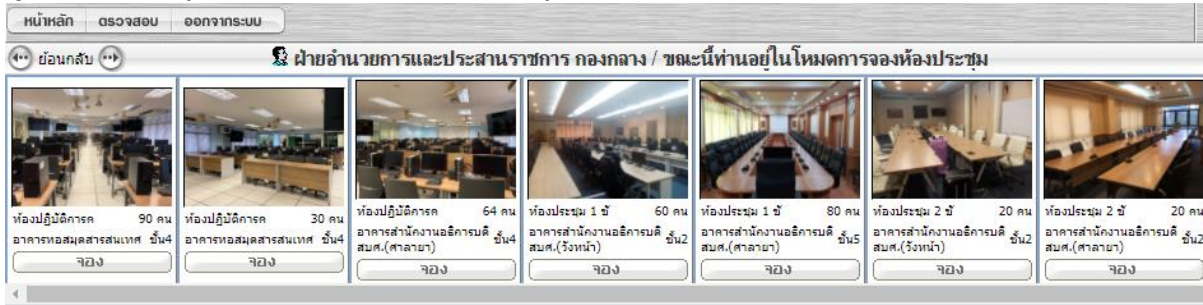 หน้าหลัก ตรวจสอบ ออกจากระบบ
ย้อนกลับ ฝ่ายอำนวยการและประสานราชการ กองกลาง / ขณะนี้ท่านอยู่ในโหมดการจองห้องประชุม
ห้องปฏิบัติการค 90 คน
อาคารหอสมุดสารสนเทศ ชั้น4
จอง
ห้องปฏิบัติการค 30 คน
อาคารหอสมุดสารสนเทศ ชั้น4
จอง
ห้องปฏิบัติการค 64 คน
อาคารสำนักงานอธิการบดี ชั้น4
สบศ.(ศาลายา)
จอง
ห้องประชุม 1 ชั 60 คน
อาคารสำนักงานอธิการบดี ชั้น2
สบศ.(วังหน้า)
จอง
ห้องประชุม 1 ชั 80 คน
อาคารสำนักงานอธิการบดี ชั้น5
สบศ.(ศาลายา)
จอง
ห้องประชุม 2 ชั 20 คน
อาคารสำนักงานอธิการบดี ชั้น2
สบศ.(วังหน้า)
จอง
ห้องประชุม 2 ชั 20 คน
อาคารสำนักงานอธิการบดี ชั้น2
สบศ.(ศาลายา)
จอง